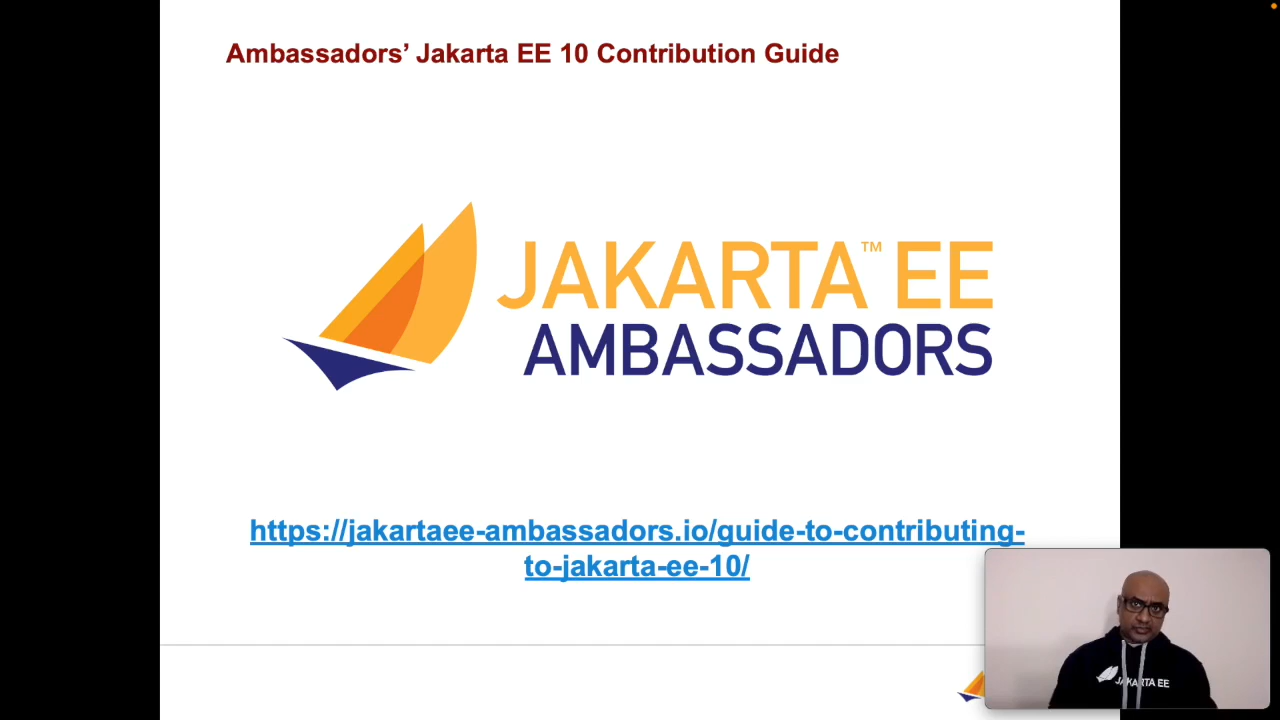 Ambassadors’ Jakarta EE 10 Contribution Guide
JAKARTA™ EE
AMBASSADORS
https://jakartaee-ambassadors.io/guide-to-contributing-
to-jakarta-ee-10/
JAKARTA EE